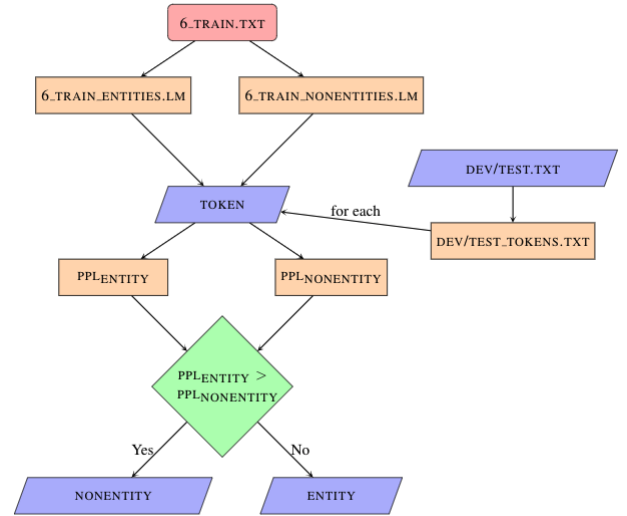 6_TRAIN.TXT
6_TRAIN_ENTITIES.LM
6_TRAIN_NONENTITIES.LM
DEV/TEST.TXT
TOKEN
for each
DEV/TEST_TOKENS.TXT
PPLENTITY
PPLNONENTITY
PPLENTITY >
PPLNONENTITY
Yes
No
NONENTITY
ENTITY